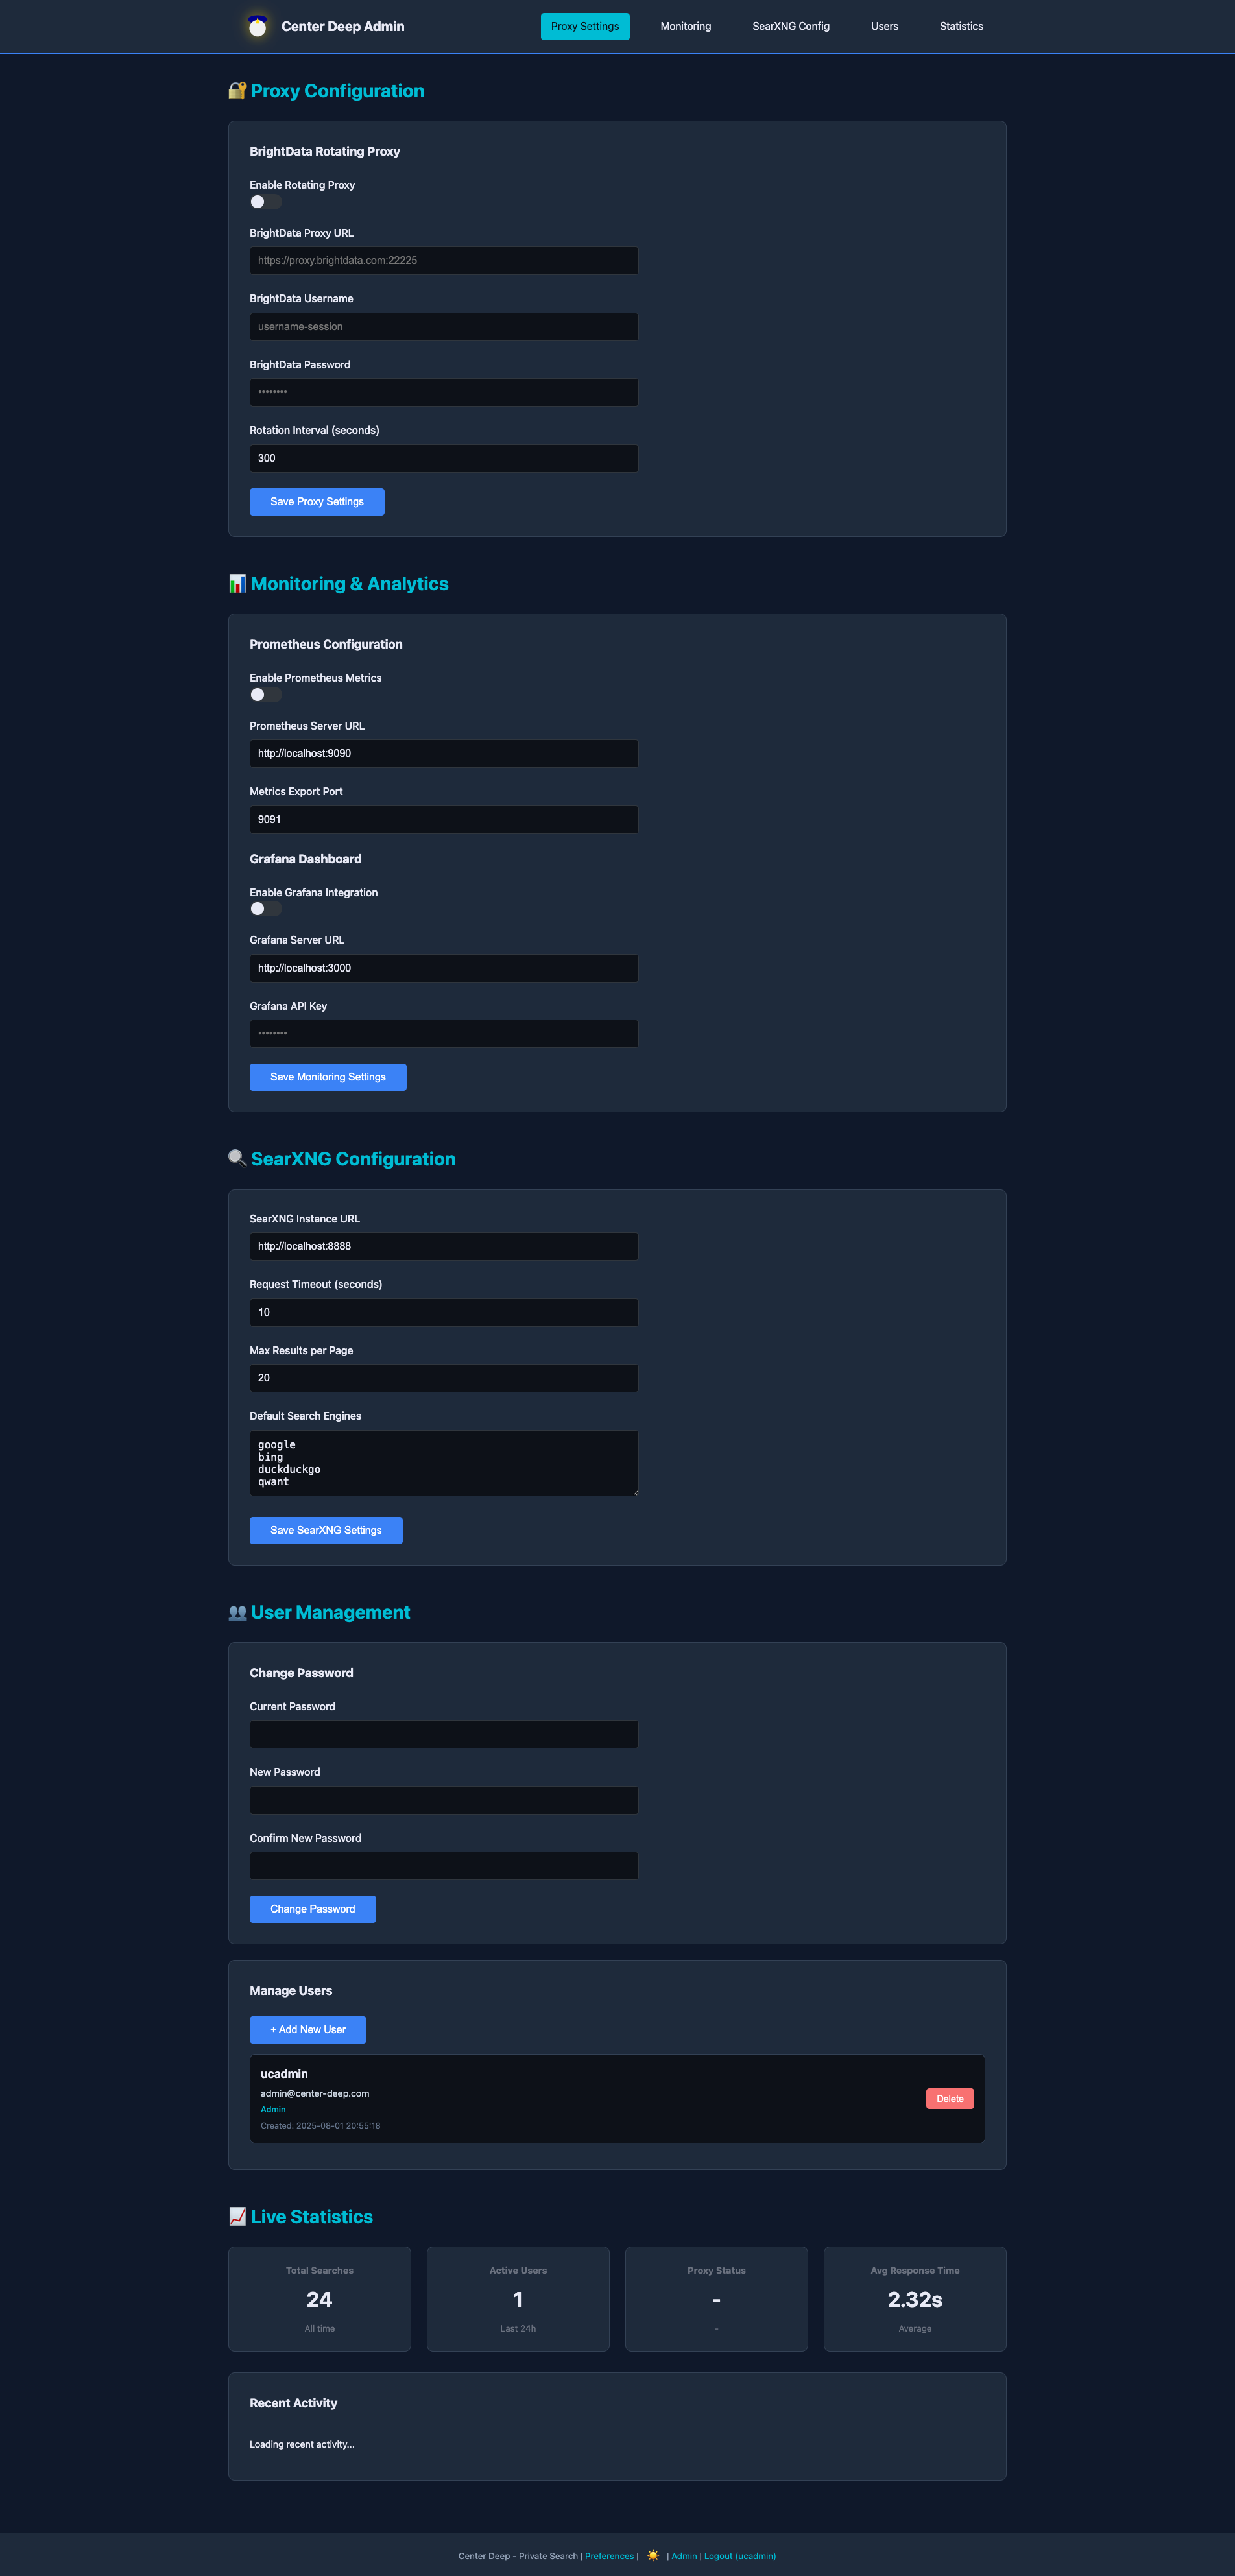 Center Deep Admin
Proxy Settings
Monitoring
SearXNG Config
Users
Statistics
Proxy Configuration
BrightData Rotating Proxy
Enable Rotating Proxy
BrightData Proxy URL
https://proxy.brightdata.com:22225
BrightData Username
username-session
BrightData Password
••••••••
Rotation Interval (seconds)
300
Save Proxy Settings
Monitoring & Analytics
Prometheus Configuration
Enable Prometheus Metrics
Prometheus Server URL
http://localhost:9090
Metrics Export Port
9091
Grafana Dashboard
Enable Grafana Integration
Grafana Server URL
http://localhost:3000
Grafana API Key
••••••••
Save Monitoring Settings
SearXNG Configuration
SearXNG Instance URL
http://localhost:8888
Request Timeout (seconds)
10
Max Results per Page
20
Default Search Engines
google
bing
duckduckgo
qwant
Save SearXNG Settings
User Management
Change Password
Current Password
New Password
Confirm New Password
Change Password
Manage Users
+ Add New User
ucadmin
admin@center-deep.com
Admin
Created: 2025-08-01 20:55:18
Delete
Live Statistics
Total Searches
24
All time
Active Users
1
Last 24h
Proxy Status
-
-
Avg Response Time
2.32s
Average
Recent Activity
Loading recent activity...
Center Deep - Private Search | Preferences | | Admin | Logout (ucadmin)